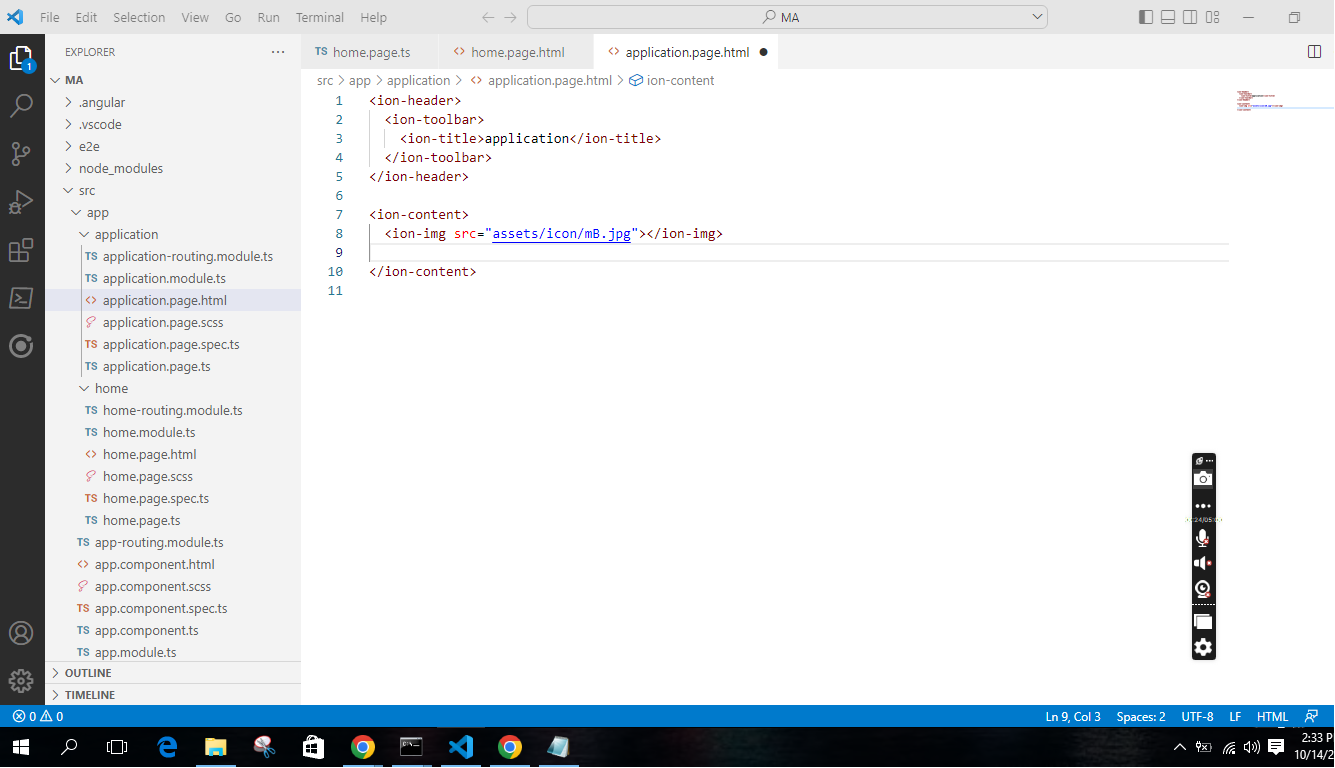 File Edit Selection View Go Run Terminal Help
MA
EXPLORER
1
MA
.angular
.vscode
e2e
node_modules
src
app
application
TS application-routing.module.ts
TS application.module.ts
<> application.page.html
application.page.scss
TS application.page.spec.ts
TS application.page.ts
home
TS home-routing.module.ts
TS home.module.ts
<> home.page.html
home.page.scss
TS home.page.spec.ts
TS home.page.ts
TS app-routing.module.ts
<> app.component.html
app.component.scss
TS app.component.spec.ts
TS app.component.ts
TS app.module.ts
OUTLINE
TIMELINE
TS home.page.ts <> home.page.html <> application.page.html
src > app > application > <> application.page.html > ion-content
1 <ion-header>
2 <ion-toolbar>
3 <ion-title>application</ion-title>
4 </ion-toolbar>
5 </ion-header>
6
7 <ion-content>
8 <ion-img src="assets/icon/mB.jpg"></ion-img>
9
10 </ion-content>
11
0 0 Ln 9, Col 3 Spaces: 2 UTF-8 LF HTML
2:33 P
10/14/2